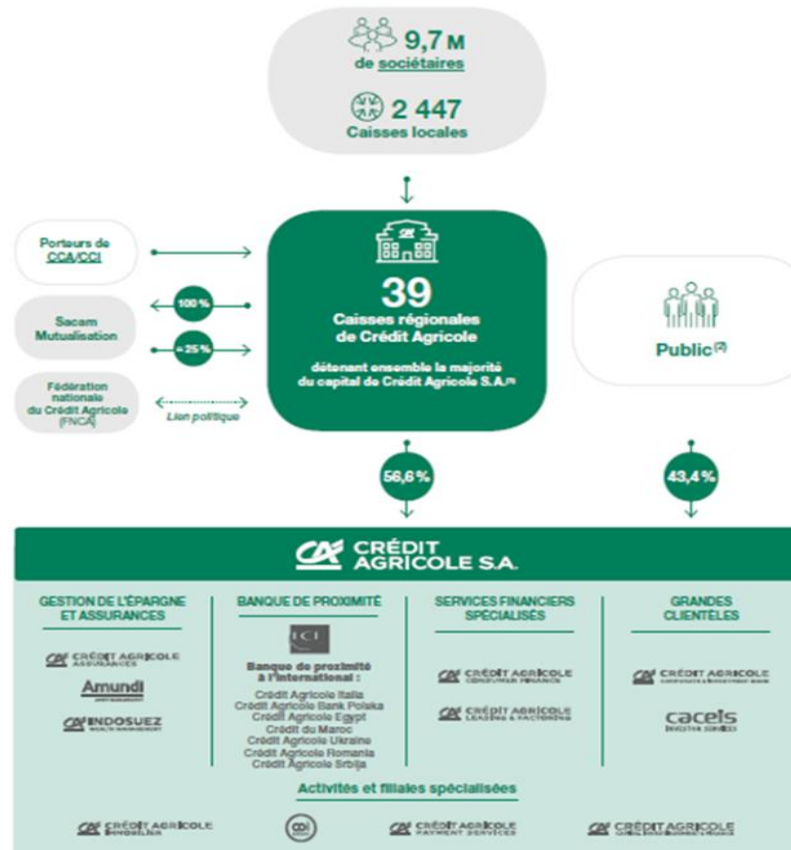 9,7 M
de sociétaires
2 447
Caisses locales
Porteurs de
CCA/CCI
100 %
Sacam
Mutualisation
≈ 25 %
Fédération
nationale
du Crédit Agricole
(FNCA)
Lien politique
39
Caisses régionales
de Crédit Agricole
détenant ensemble la majorité
du capital de Crédit Agricole S.A.(1)
Public(2)
56,6 %
43,4 %
CRÉDIT
AGRICOLE S.A.
GESTION DE L'ÉPARGNE
ET ASSURANCES
CRÉDIT AGRICOLE
ASSURANCES
Amundi
INDOSUEZ
WEALTH MANAGEMENT
BANQUE DE PROXIMITÉ
LCL
Banque de proximité
à l'international :
Crédit Agricole Italia
Crédit Agricole Bank Polska
Crédit Agricole Egypt
Crédit du Maroc
Crédit Agricole Ukraine
Crédit Agricole Romania
Crédit Agricole Srbija
SERVICES FINANCIERS
SPÉCIALISÉS
CRÉDIT AGRICOLE
CONSUMER FINANCE
CRÉDIT AGRICOLE
LEASING & FACTORING
GRANDES
CLIENTÈLES
CRÉDIT AGRICOLE
CORPORATE & INVESTMENT BANK
caceis
INVESTOR SERVICES
Activités et filiales spécialisées
CRÉDIT AGRICOLE
IMMOBILIER
CRÉDIT AGRICOLE
PAYMENT SERVICES
CRÉDIT AGRICOLE